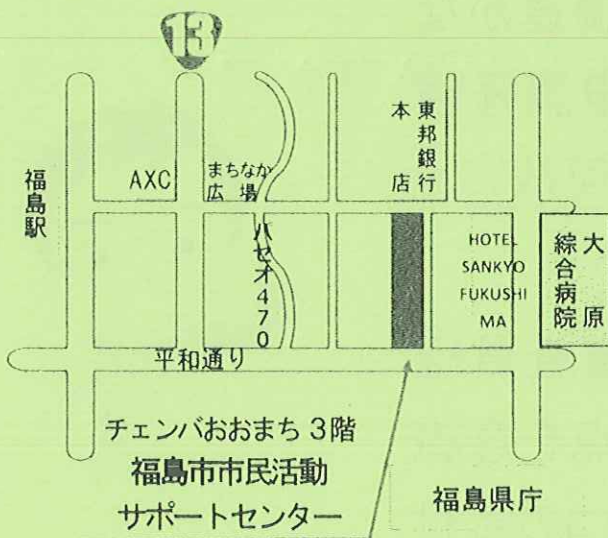 13
福島駅
AXC
まちなか
広場
パセオ470
東邦銀行
本店
HOTEL
SANKYO
FUKUSHI
MA
大原
綜合病院
平和通り
チェンバおおまち 3階
福島市市民活動
サポートセンター
福島県庁